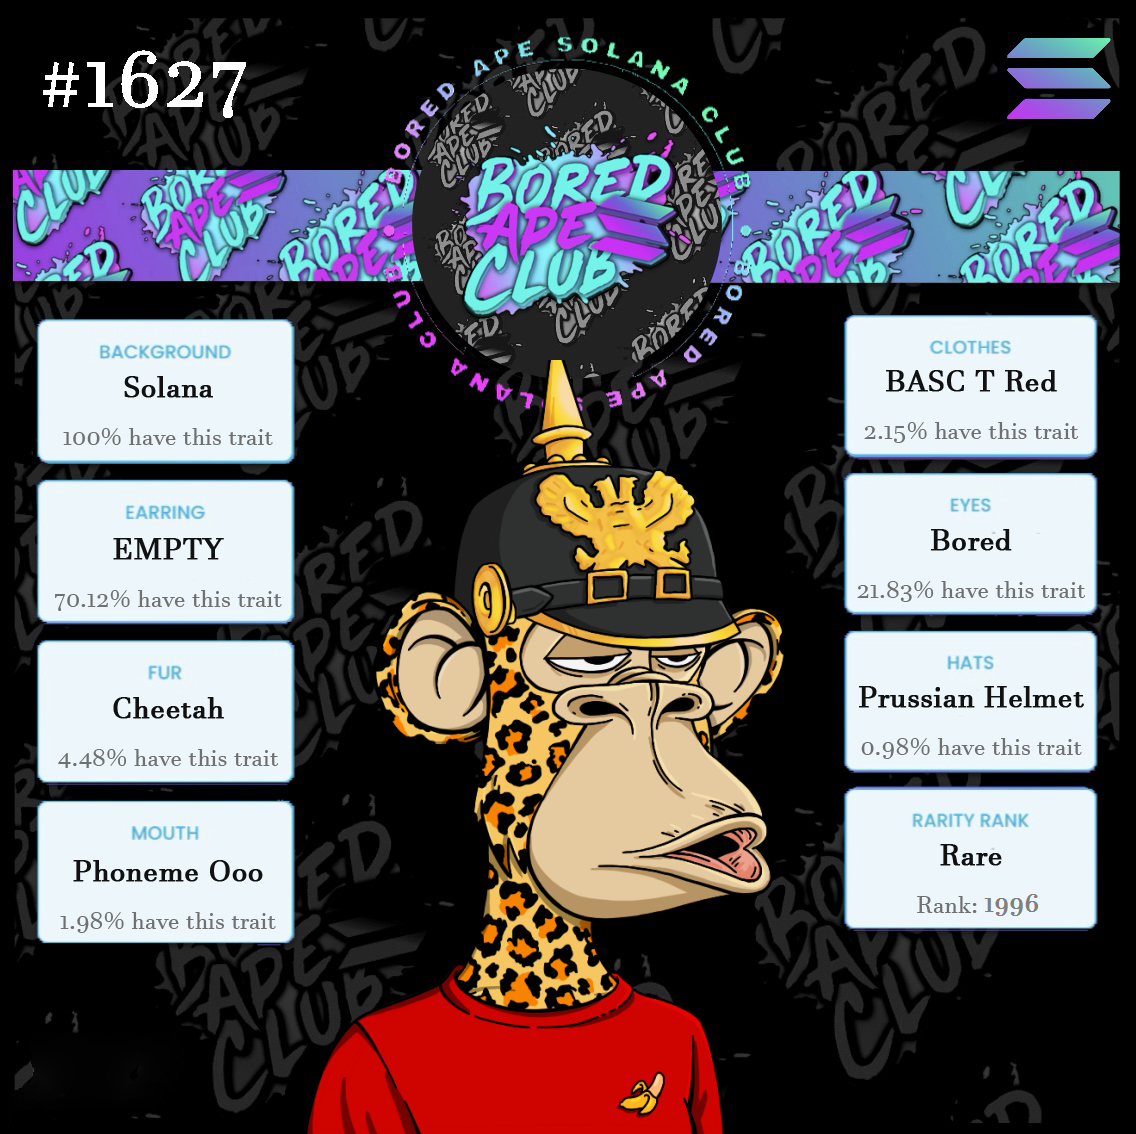 #1627
BORED APE SOLANA CLUB
BORED APE SOLANA CLUB
BORED
APE
CLUB
BACKGROUND
Solana
100% have this trait
EARRING
EMPTY
70.12% have this trait
FUR
Cheetah
4.48% have this trait
MOUTH
Phoneme Ooo
1.98% have this trait
CLOTHES
BASC T Red
2.15% have this trait
EYES
Bored
21.83% have this trait
HATS
Prussian Helmet
0.98% have this trait
RARITY RANK
Rare
Rank: 1996